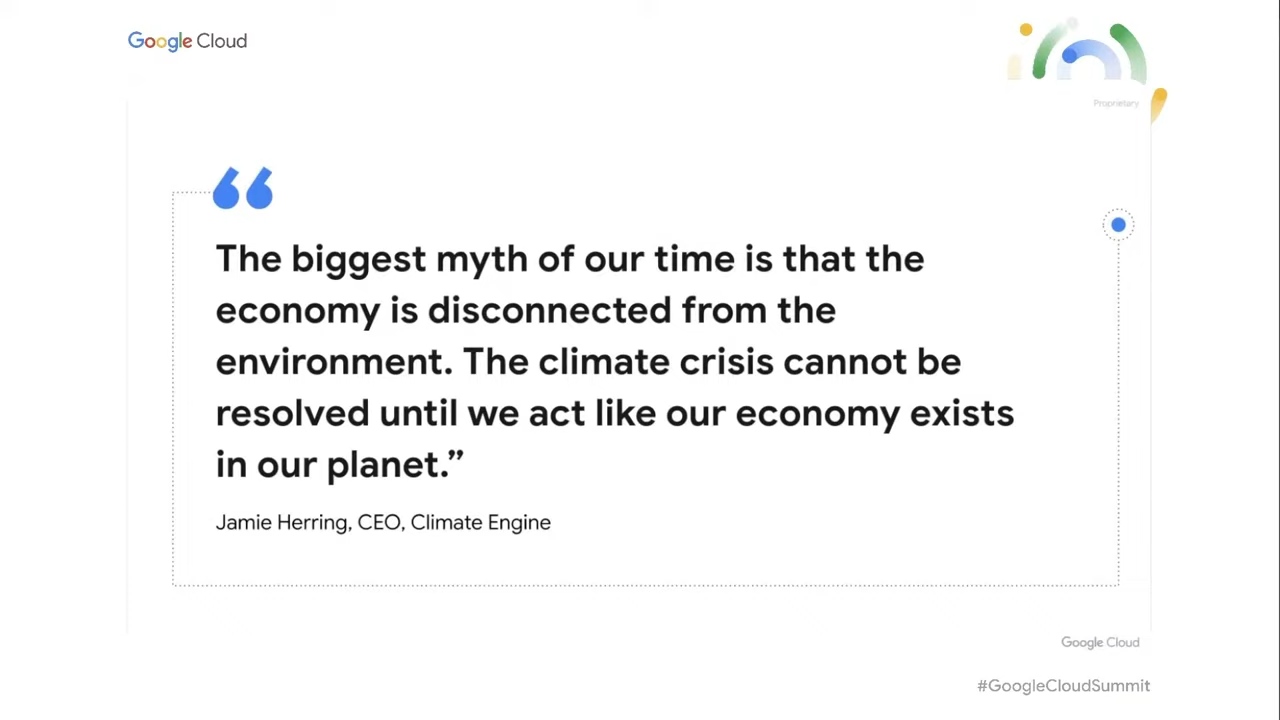 Google Cloud
Proprietary
The biggest myth of our time is that the
economy is disconnected from the
environment. The climate crisis cannot be
resolved until we act like our economy exists
in our planet.”
Jamie Herring, CEO, Climate Engine
Google Cloud
#GoogleCloudSummit